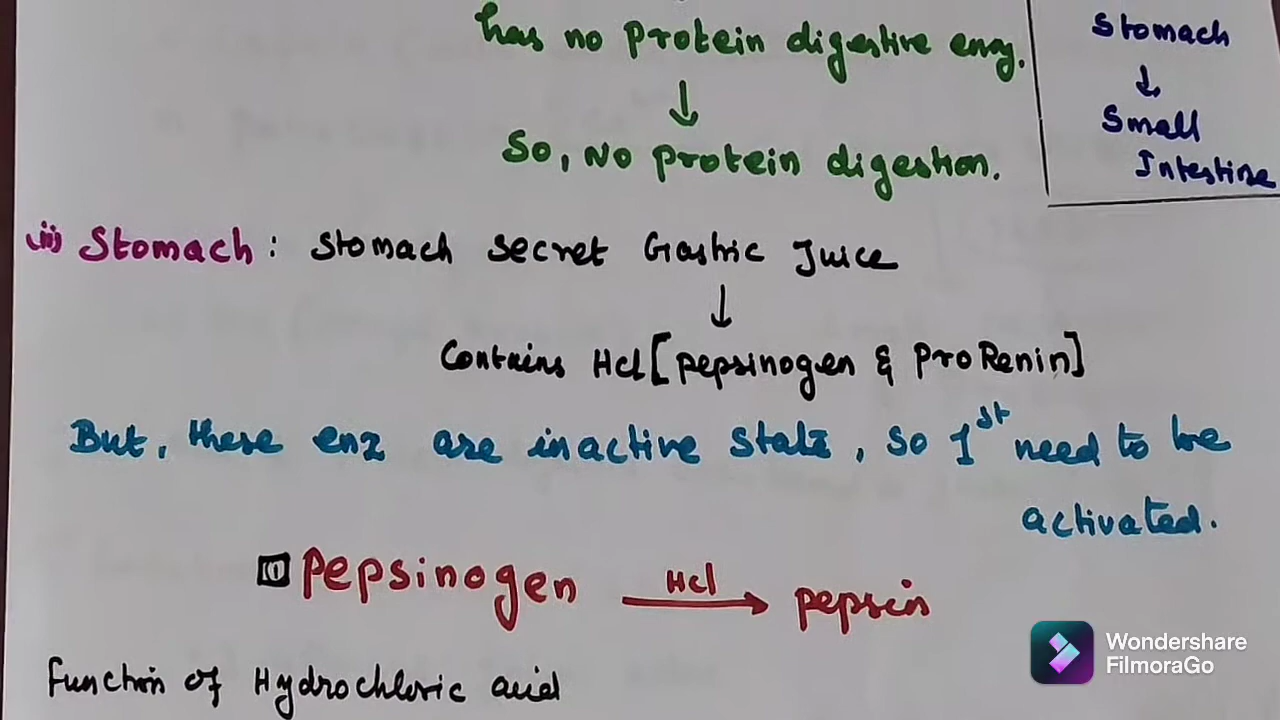 has no protein digestive enzy.
↓
So, No protein digestion.
Stomach
↓
Small
Intestine
(ii) Stomach : Stomach secret Gastric Juice
↓
Contains Hcl [pepsinogen & ProRenin]
But, these enz are inactive state, so 1st need to be
activated.
Pepsinogen Hcl → pepsin
Function of Hydrochloric acid
Wondershare
FilmoraGo